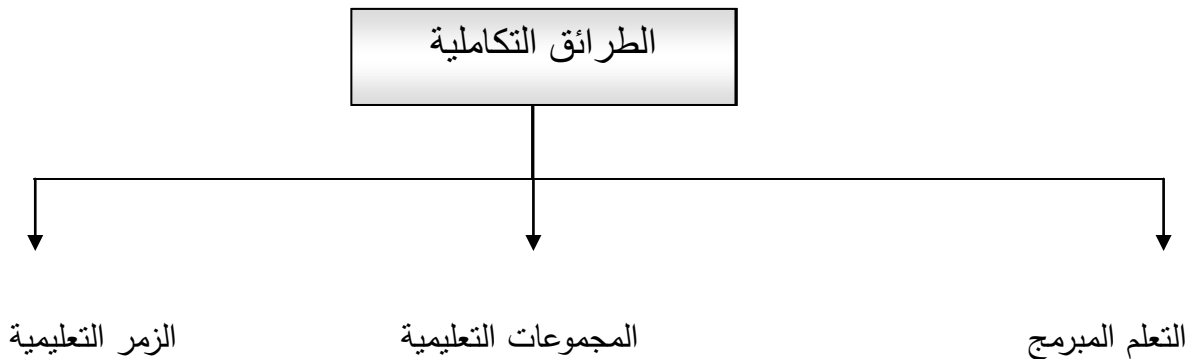 الطرائق التكاملية
التعلم المبرمج
المجموعات التعليمية
الزمر التعليمية